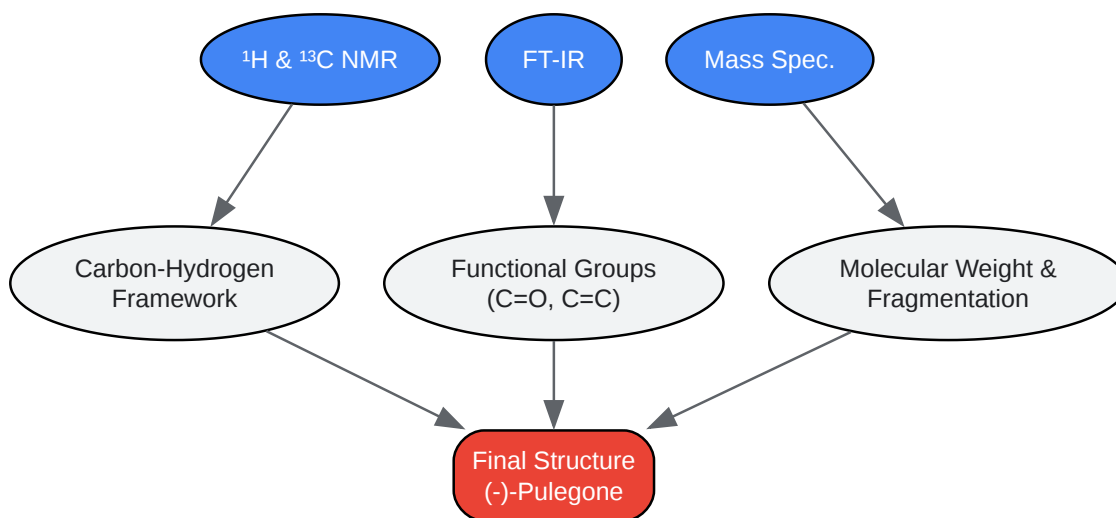 ¹H & ¹³C NMR
FT-IR
Mass Spec.
Carbon-Hydrogen
Framework
Functional Groups
(C=O, C=C)
Molecular Weight &
Fragmentation
Final Structure
(-)-Pulegone